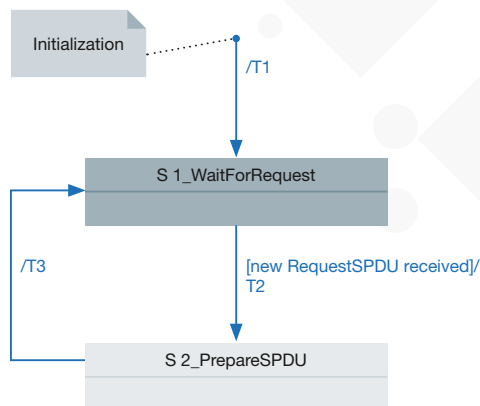 Initialization
/T1
S 1_WaitForRequest
/T3
[new RequestSPDU received]/
T2
S 2_PrepareSPDU